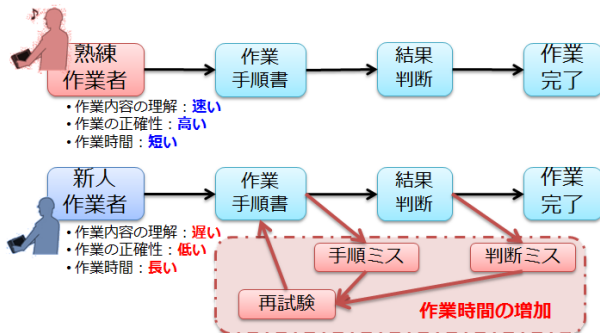 熟練
作業者
作業
手順書
結果
判断
作業
完了
• 作業内容の理解：速い
• 作業の正確性：高い
• 作業時間：短い
新人
作業者
作業
手順書
結果
判断
作業
完了
• 作業内容の理解：遅い
• 作業の正確性：低い
• 作業時間：長い
手順ミス
判断ミス
再試験
作業時間の増加